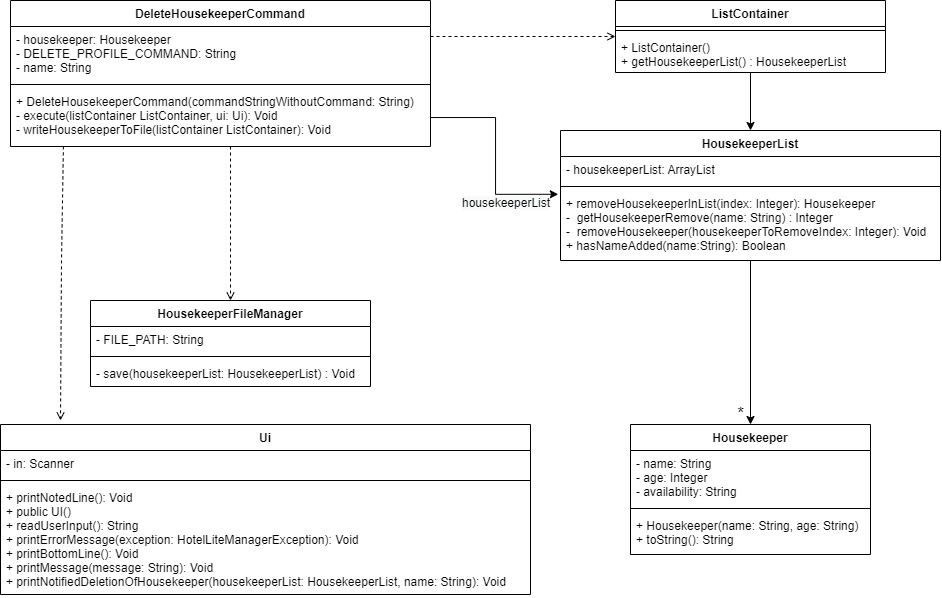 DeleteHousekeeperCommand
- housekeeper: Housekeeper
- DELETE_PROFILE_COMMAND: String
- name: String
+ DeleteHousekeeperCommand(commandStringWithoutCommand: String)
- execute(listContainer ListContainer, ui: Ui): Void
- writeHousekeeperToFile(listContainer ListContainer): Void
ListContainer
+ ListContainer()
+ getHousekeeperList() : HousekeeperList
HousekeeperList
- housekeeperList: ArrayList
+ removeHousekeeperInList(index: Integer): Housekeeper
- getHousekeeperRemove(name: String) : Integer
- removeHousekeeper(housekeeperToRemoveIndex: Integer): Void
+ hasNameAdded(name:String): Boolean
housekeeperList
HousekeeperFileManager
- FILE_PATH: String
- save(housekeeperList: HousekeeperList) : Void
*
Ui
- in: Scanner
+ printNotedLine(): Void
+ public UI()
+ readUserInput(): String
+ printErrorMessage(exception: HotelLiteManagerException): Void
+ printBottomLine(): Void
+ printMessage(message: String): Void
+ printNotifiedDeletionOfHousekeeper(housekeeperList: HousekeeperList, name: String): Void
Housekeeper
- name: String
- age: Integer
- availability: String
+ Housekeeper(name: String, age: String)
+ toString(): String